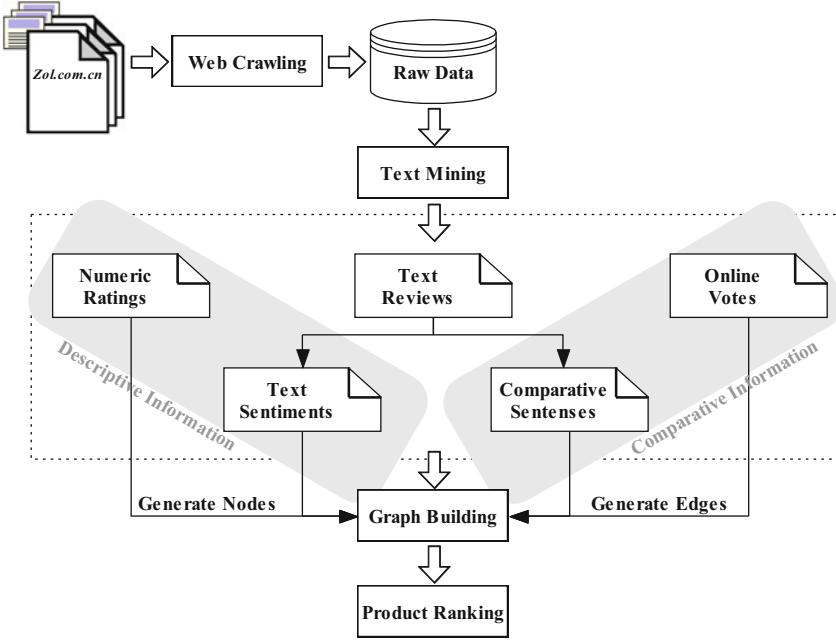 Zol.com.cn
Web Crawling
Raw Data
Text Mining
Numeric
Ratings
Text
Reviews
Online
Votes
Descriptive Information
Text
Sentiments
Comparative
Sentenses
Comparative Information
Generate Nodes
Graph Building
Generate Edges
Product Ranking